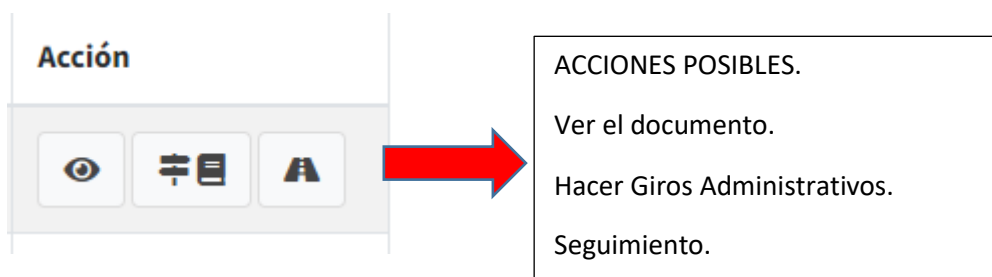 Acción
ACCIONES POSIBLES.
Ver el documento.
Hacer Giros Administrativos.
Seguimiento.